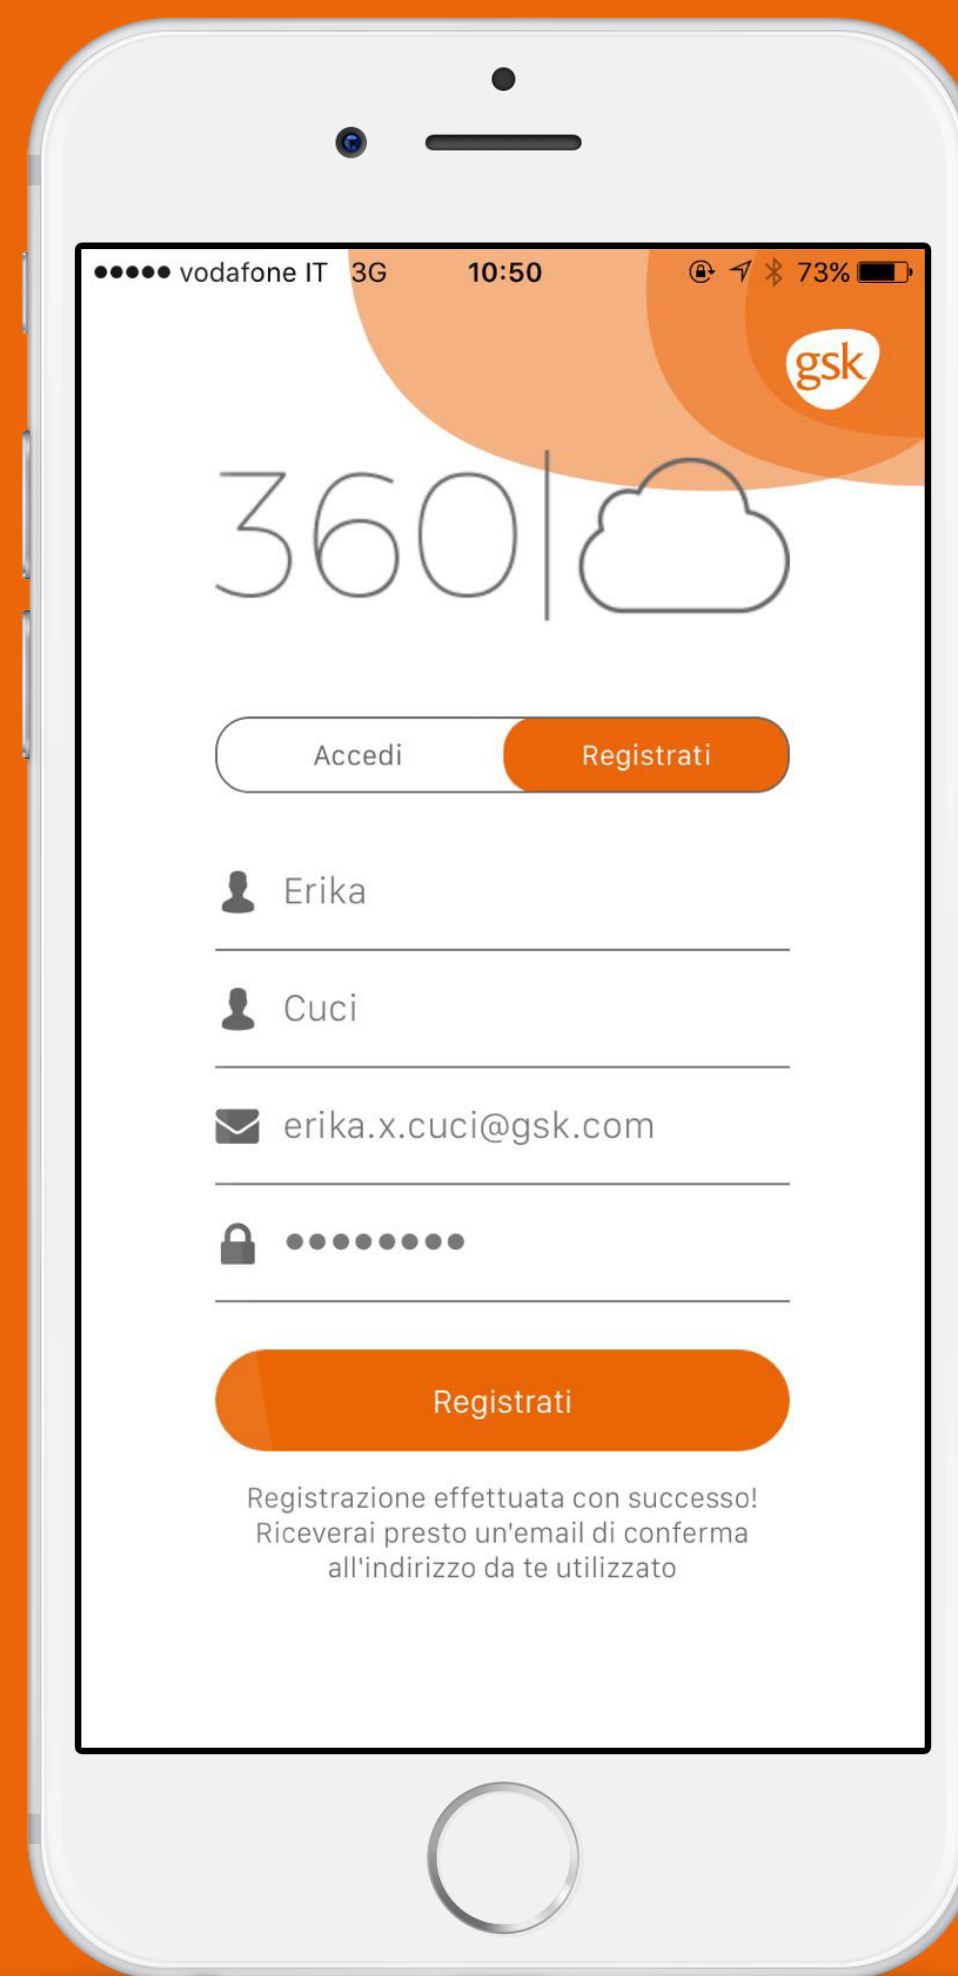 vodafone IT 3G 10:50 73%
gsk
360
Accedi Registrati
Erika
Cuci
erika.x.cuci@gsk.com
••••••••
Registrati
Registrazione effettuata con successo!
Riceverai presto un'email di conferma
all'indirizzo da te utilizzato